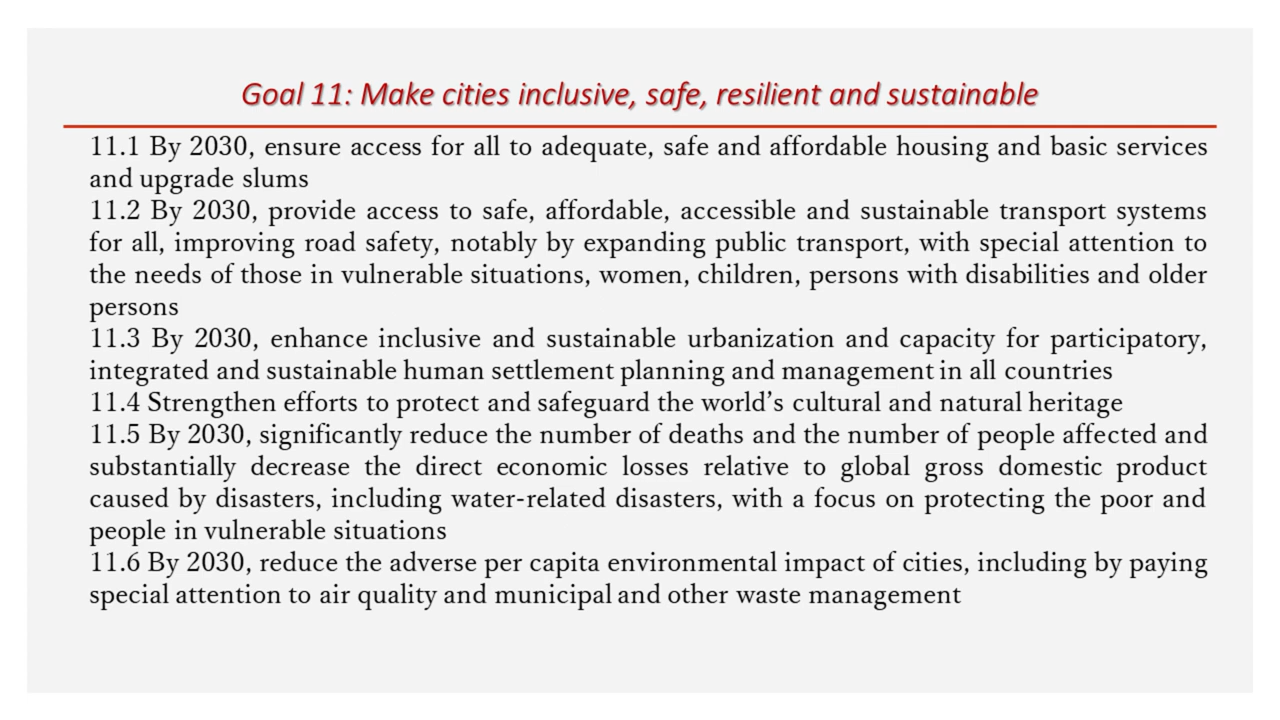 Goal 11: Make cities inclusive, safe, resilient and sustainable
11.1 By 2030, ensure access for all to adequate, safe and affordable housing and basic services
and upgrade slums
11.2 By 2030, provide access to safe, affordable, accessible and sustainable transport systems
for all, improving road safety, notably by expanding public transport, with special attention to
the needs of those in vulnerable situations, women, children, persons with disabilities and older
persons
11.3 By 2030, enhance inclusive and sustainable urbanization and capacity for participatory,
integrated and sustainable human settlement planning and management in all countries
11.4 Strengthen efforts to protect and safeguard the world’s cultural and natural heritage
11.5 By 2030, significantly reduce the number of deaths and the number of people affected and
substantially decrease the direct economic losses relative to global gross domestic product
caused by disasters, including water-related disasters, with a focus on protecting the poor and
people in vulnerable situations
11.6 By 2030, reduce the adverse per capita environmental impact of cities, including by paying
special attention to air quality and municipal and other waste management